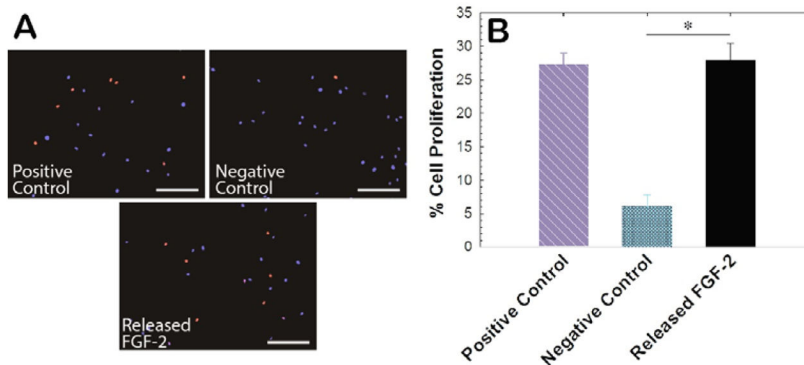 A
Positive
Control
Negative
Control
Released
FGF-2
B
% Cell Proliferation
35
30
25
20
15
10
5
0
*
Positive Control
Negative Control
Released FGF-2